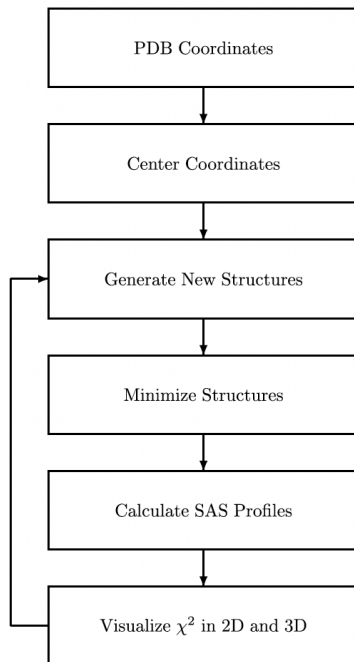 PDB Coordinates
Center Coordinates
Generate New Structures
Minimize Structures
Calculate SAS Profiles
Visualize χ² in 2D and 3D